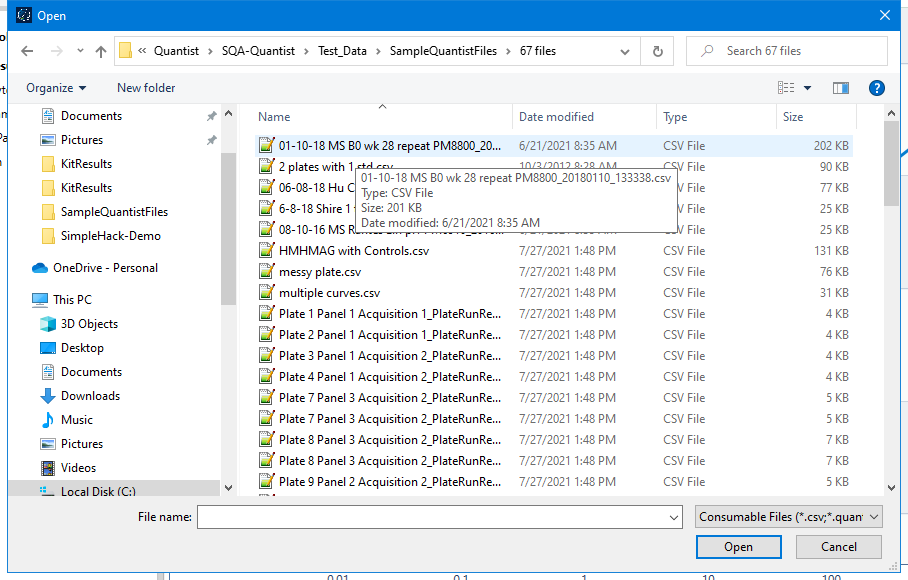 Open
« Quantist > SQA-Quantist > Test_Data > SampleQuantistFiles > 67 files
Search 67 files
Organize
New folder
?
Documents
Pictures
KitResults
KitResults
SampleQuantistFiles
SimpleHack-Demo
OneDrive - Personal
This PC
3D Objects
Desktop
Documents
Downloads
Music
Pictures
Videos
Local Disk (C:)
Name Date modified Type Size
01-10-18 MS B0 wk 28 repeat PM8800_20... 6/21/2021 8:35 AM CSV File 202 KB
2 plates with 1 std.csv 10/3/2012 8:28 AM CSV File 90 KB
06-08-18 Hu C CSV File 77 KB
6-8-18 Shire 1 CSV File 25 KB
08-10-16 MS CSV File 25 KB
01-10-18 MS B0 wk 28 repeat PM8800_20180110_133338.csv
Type: CSV File
Size: 201 KB
Date modified: 6/21/2021 8:35 AM
HMHMAG with Controls.csv 7/27/2021 1:48 PM CSV File 131 KB
messy plate.csv 7/27/2021 1:48 PM CSV File 76 KB
multiple curves.csv 7/27/2021 1:48 PM CSV File 31 KB
Plate 1 Panel 1 Acquisition 1_PlateRunRe... 7/27/2021 1:48 PM CSV File 4 KB
Plate 2 Panel 1 Acquisition 1_PlateRunRe... 7/27/2021 1:48 PM CSV File 4 KB
Plate 3 Panel 1 Acquisition 2_PlateRunRe... 7/27/2021 1:48 PM CSV File 4 KB
Plate 4 Panel 1 Acquisition 2_PlateRunRe... 7/27/2021 1:48 PM CSV File 4 KB
Plate 7 Panel 3 Acquisition 2_PlateRunRe... 7/27/2021 1:48 PM CSV File 5 KB
Plate 7 Panel 3 Acquisition 2_PlateRunRe... 7/27/2021 1:48 PM CSV File 5 KB
Plate 8 Panel 3 Acquisition 2_PlateRunRe... 7/27/2021 1:48 PM CSV File 7 KB
Plate 8 Panel 3 Acquisition 2_PlateRunRe... 7/27/2021 1:48 PM CSV File 7 KB
Plate 9 Panel 2 Acquisition 2_PlateRunRe... 7/27/2021 1:48 PM CSV File 5 KB
File name:
Consumable Files (*.csv;*.quan
Open
Cancel
0.01 0.1 1 10 100